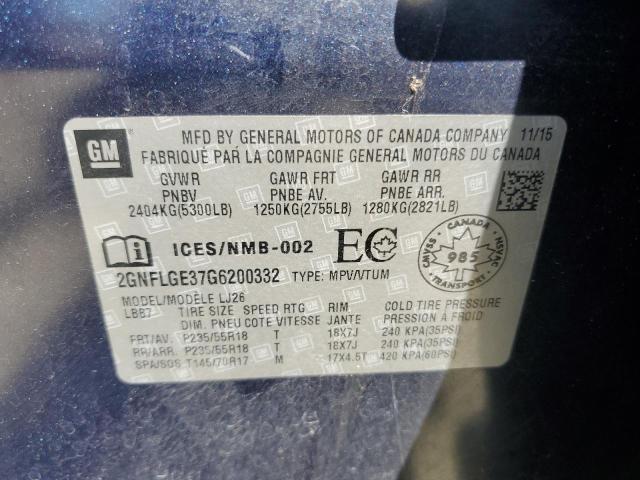 GM
MFD BY GENERAL MOTORS OF CANADA COMPANY 11/15
FABRIQUÉ PAR LA COMPAGNIE GENERAL MOTORS DU CANADA
GVWR GAWR FRT GAWR RR
PNBV PNBE AV. PNBE ARR.
2404KG(5300LB) 1250KG(2755LB) 1280KG(2821LB)
ICES/NMB-002 EC
CANADA CMVSS 985 NSVAC TRANSPORT
2GNFLGE37G6200332 TYPE: MPV/VTUM
MODEL/MODÈLE LJ26
LBB7 TIRE SIZE SPEED RTG RIM COLD TIRE PRESSURE
DIM. PNEU COTE VITESSE JANTE PRESSION À FROID
FRT/AV. P235/55R18 T 18X7J 240 KPA(35PSI)
RR/ARR. P235/55R18 T 18X7J 240 KPA(35PSI)
SPA/SOS T145/70R17 M 17X4.5T 420 KPA(60PSI)